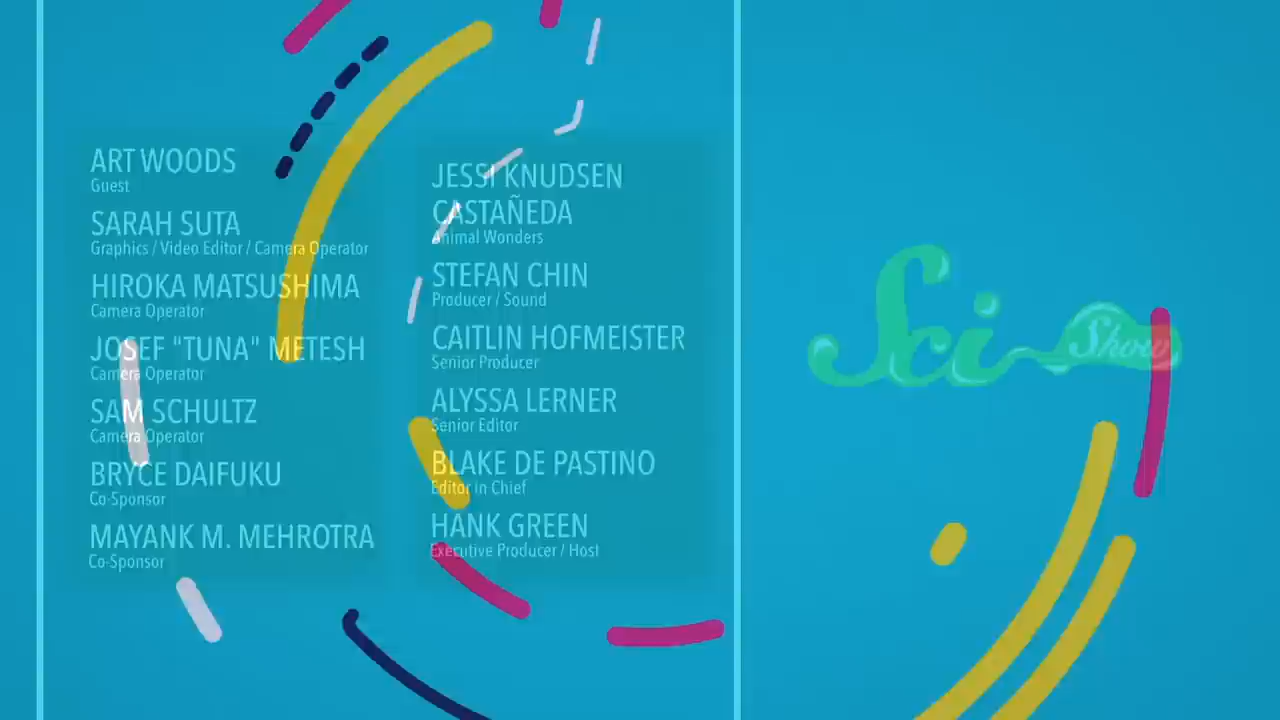 ART WOODS
Guest
SARAH SUTA
Graphics / Video Editor / Camera Operator
HIROKA MATSUSHIMA
Camera Operator
JOSEF “TUNA” METESH
Camera Operator
SAM SCHULTZ
Camera Operator
BRYCE DAIFUKU
Co-Sponsor
MAYANK M. MEHROTRA
Co-Sponsor
JESSI KNUDSEN
CASTAÑEDA
Animal Wonders
STEFAN CHIN
Producer / Sound
CAITLIN HOFMEISTER
Senior Producer
ALYSSA LERNER
Senior Editor
BLAKE DE PASTINO
Editor in Chief
HANK GREEN
Executive Producer / Host
Sci Show